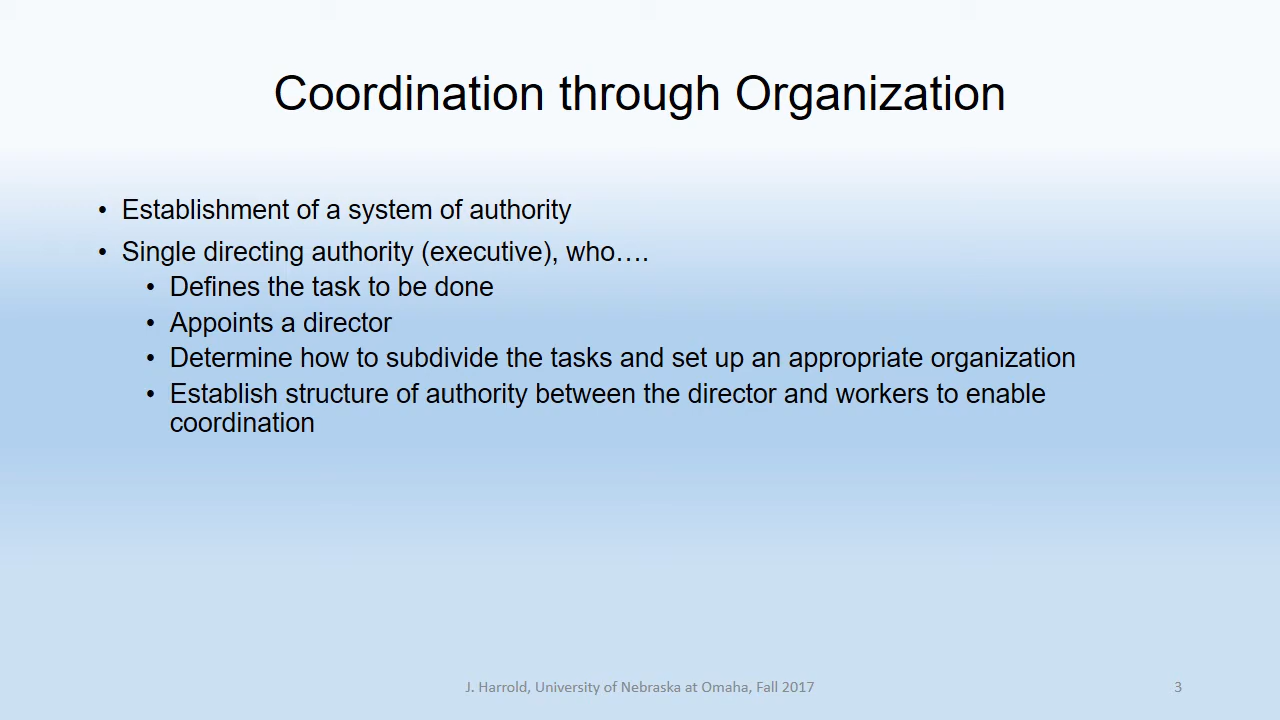 Coordination through Organization
• Establishment of a system of authority
• Single directing authority (executive), who….
• Defines the task to be done
• Appoints a director
• Determine how to subdivide the tasks and set up an appropriate organization
• Establish structure of authority between the director and workers to enable
coordination
J. Harrold, University of Nebraska at Omaha, Fall 2017
3